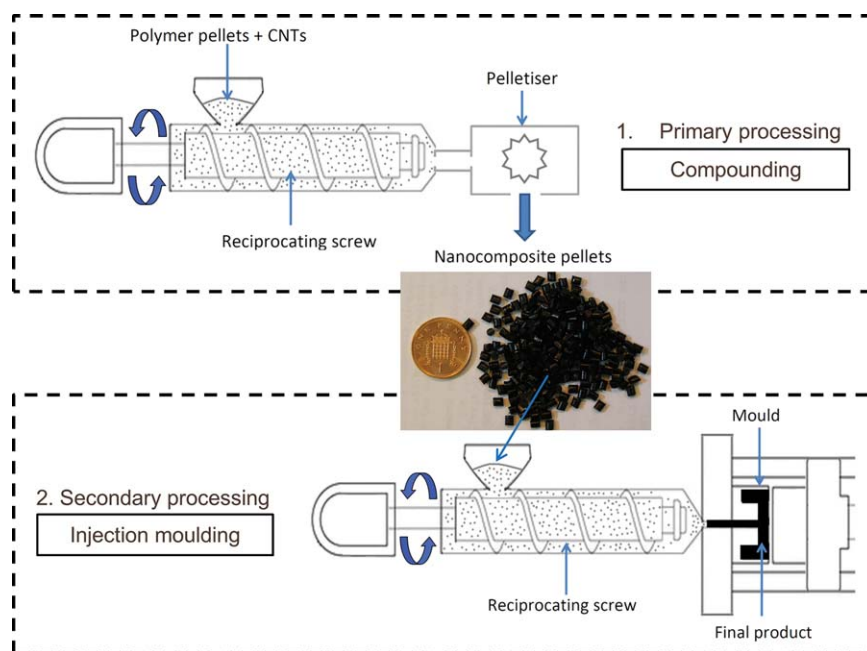 Polymer pellets + CNTs
Pelletiser
1. Primary processing
Compounding
Reciprocating screw
Nanocomposite pellets
Mould
2. Secondary processing
Injection moulding
Reciprocating screw
Final product